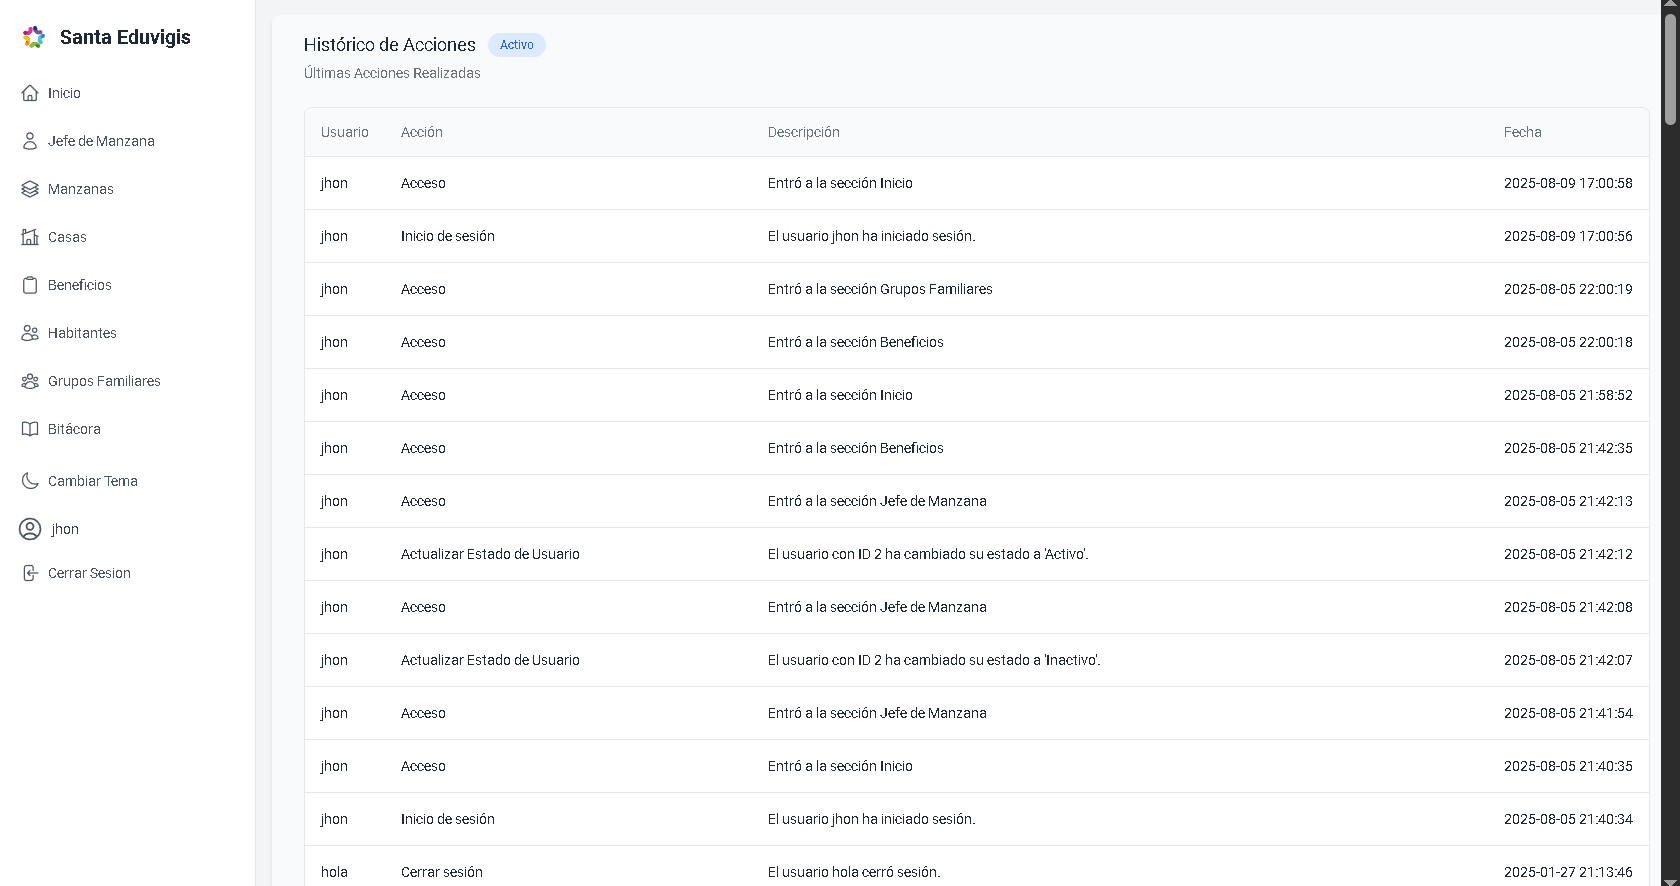 Santa Eduvigis
Inicio
Jefe de Manzana
Manzanas
Casas
Beneficios
Habitantes
Grupos Familiares
Bitácora
Cambiar Tema
jhon
Cerrar Sesion
Histórico de Acciones Activo
Últimas Acciones Realizadas
Usuario Acción Descripción Fecha
jhon Acceso Entró a la sección Inicio 2025-08-09 17:00:58
jhon Inicio de sesión El usuario jhon ha iniciado sesión. 2025-08-09 17:00:56
jhon Acceso Entró a la sección Grupos Familiares 2025-08-05 22:00:19
jhon Acceso Entró a la sección Beneficios 2025-08-05 22:00:18
jhon Acceso Entró a la sección Inicio 2025-08-05 21:58:52
jhon Acceso Entró a la sección Beneficios 2025-08-05 21:42:35
jhon Acceso Entró a la sección Jefe de Manzana 2025-08-05 21:42:13
jhon Actualizar Estado de Usuario El usuario con ID 2 ha cambiado su estado a 'Activo'. 2025-08-05 21:42:12
jhon Acceso Entró a la sección Jefe de Manzana 2025-08-05 21:42:08
jhon Actualizar Estado de Usuario El usuario con ID 2 ha cambiado su estado a 'Inactivo'. 2025-08-05 21:42:07
jhon Acceso Entró a la sección Jefe de Manzana 2025-08-05 21:41:54
jhon Acceso Entró a la sección Inicio 2025-08-05 21:40:35
jhon Inicio de sesión El usuario jhon ha iniciado sesión. 2025-08-05 21:40:34
hola Cerrar sesión El usuario hola cerró sesión. 2025-01-27 21:13:46